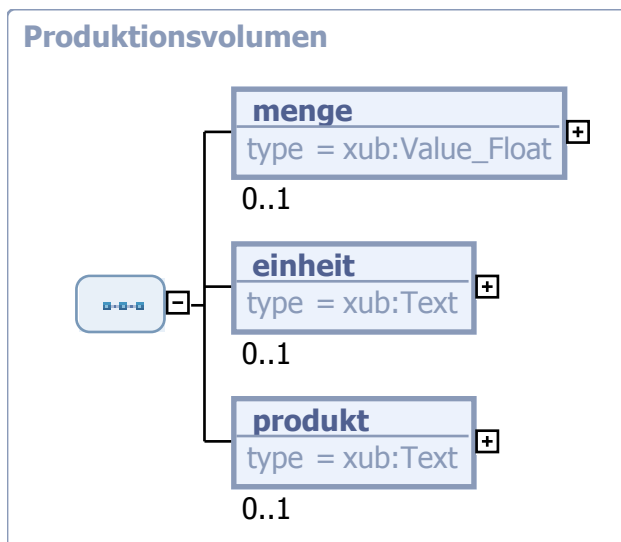 Produktionsvolumen
menge
type = xub:Value_Float
0..1
einheit
type = xub:Text
0..1
produkt
type = xub:Text
0..1